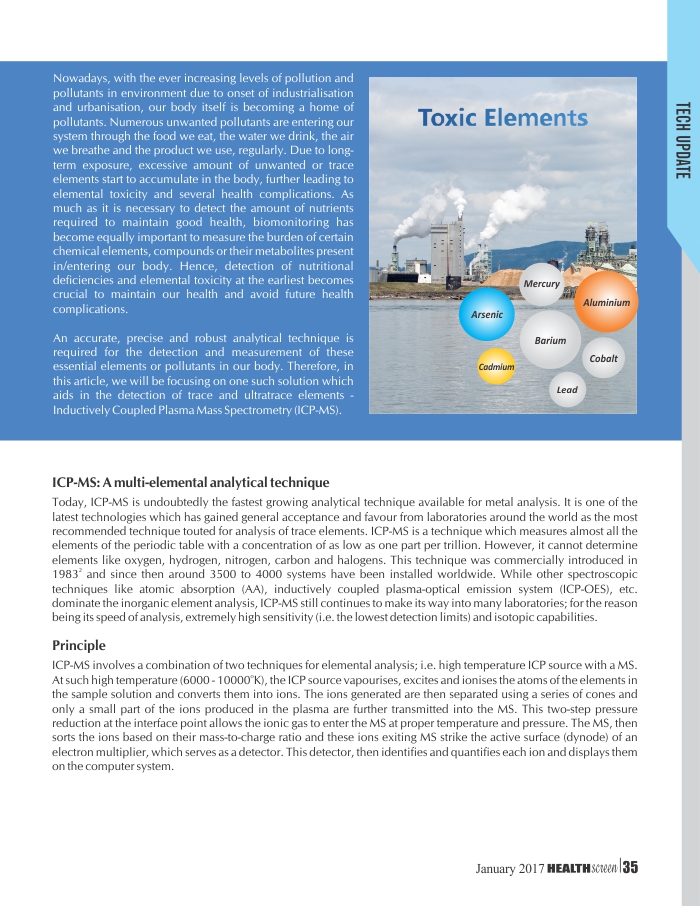 Nowadays, with the ever increasing levels of pollution and
pollutants in environment due to onset of industrialisation
and urbanisation, our body itself is becoming a home of
pollutants. Numerous unwanted pollutants are entering our
system through the food we eat, the water we drink, the air
we breathe and the product we use, regularly. Due to long-
term exposure, excessive amount of unwanted or trace
elements start to accumulate in the body, further leading to
elemental toxicity and several health complications. As
much as it is necessary to detect the amount of nutrients
required to maintain good health, biomonitoring has
become equally important to measure the burden of certain
chemical elements, compounds or their metabolites present
in/entering our body. Hence, detection of nutritional
deficiencies and elemental toxicity at the earliest becomes
crucial to maintain our health and avoid future health
complications.
An accurate, precise and robust analytical technique is
required for the detection and measurement of these
essential elements or pollutants in our body. Therefore, in
this article, we will be focusing on one such solution which
aids in the detection of trace and ultratrace elements -
Inductively Coupled Plasma Mass Spectrometry (ICP-MS).
Toxic Elements
Mercury
Aluminium
Arsenic
Barium
Cobalt
Cadmium
Lead
TECH UPDATE
ICP-MS: A multi-elemental analytical technique
Today, ICP-MS is undoubtedly the fastest growing analytical technique available for metal analysis. It is one of the
latest technologies which has gained general acceptance and favour from laboratories around the world as the most
recommended technique touted for analysis of trace elements. ICP-MS is a technique which measures almost all the
elements of the periodic table with a concentration of as low as one part per trillion. However, it cannot determine
elements like oxygen, hydrogen, nitrogen, carbon and halogens. This technique was commercially introduced in
1983² and since then around 3500 to 4000 systems have been installed worldwide. While other spectroscopic
techniques like atomic absorption (AA), inductively coupled plasma-optical emission system (ICP-OES), etc.
dominate the inorganic element analysis, ICP-MS still continues to make its way into many laboratories; for the reason
being its speed of analysis, extremely high sensitivity (i.e. the lowest detection limits) and isotopic capabilities.
Principle
ICP-MS involves a combination of two techniques for elemental analysis; i.e. high temperature ICP source with a MS.
At such high temperature (6000 - 10000°K), the ICP source vapourises, excites and ionises the atoms of the elements in
the sample solution and converts them into ions. The ions generated are then separated using a series of cones and
only a small part of the ions produced in the plasma are further transmitted into the MS. This two-step pressure
reduction at the interface point allows the ionic gas to enter the MS at proper temperature and pressure. The MS, then
sorts the ions based on their mass-to-charge ratio and these ions exiting MS strike the active surface (dynode) of an
electron multiplier, which serves as a detector. This detector, then identifies and quantifies each ion and displays them
on the computer system.
January 2017 HEALTHscreen | 35